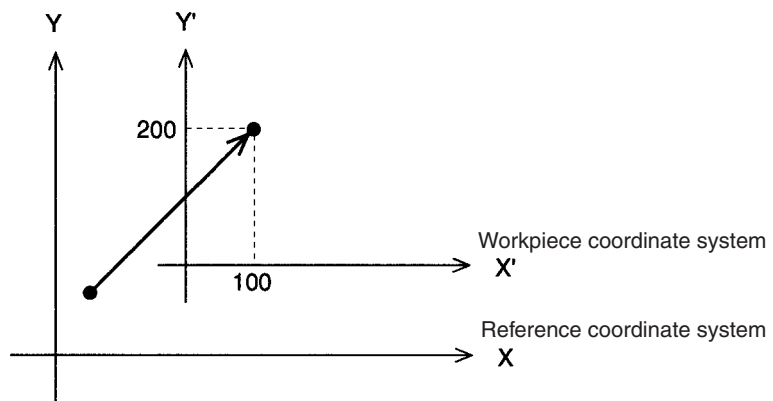 Y
Y'
200
Workpiece coordinate system
100
X'
Reference coordinate system
X